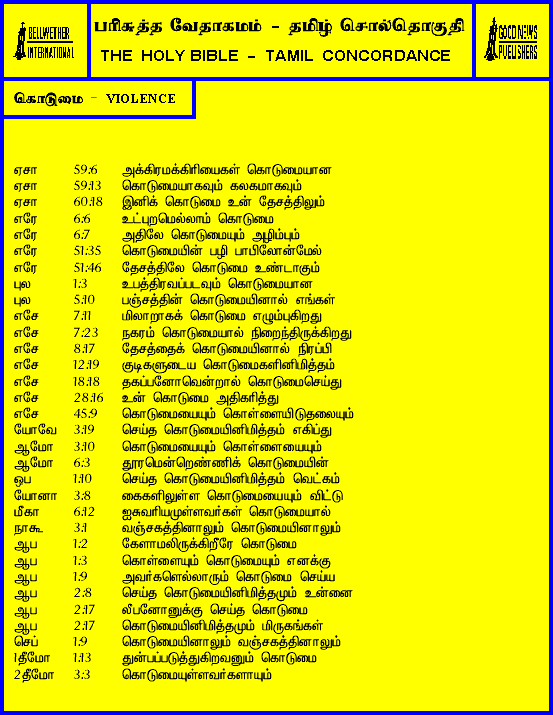 BELLWETHER
INTERNATIONAL
பரிசுத்த வேதாகமம் - தமிழ் சொல்தொகுதி
THE HOLY BIBLE - TAMIL CONCORDANCE
GOOD NEWS
PUBLISHERS
கொடுமை - VIOLENCE
ஏசா 59:6 அக்கிரமக்கிரியைகள் கொடுமையான
ஏசா 59:13 கொடுமையாகவும் கலகமாகவும்
ஏசா 60:18 இனிக் கொடுமை உன் தேசத்திலும்
எரே 6:6 உட்புறமெல்லாம் கொடுமை
எரே 6:7 அதிலே கொடுமையும் அழிம்பும்
எரே 51:35 கொடுமையின் பழி பாபிலோன்மேல்
எரே 51:46 தேசத்திலே கொடுமை உண்டாகும்
புல 1:3 உபத்திரவப்படவும் கொடுமையான
புல 5:10 பஞ்சத்தின் கொடுமையினால் எங்கள்
எசே 7:11 மிலாறாகக் கொடுமை எழும்புகிறது
எசே 7:23 நகரம் கொடுமையால் நிறைந்திருக்கிறது
எசே 8:17 தேசத்தைக் கொடுமையினால் நிரப்பி
எசே 12:19 குடிகளுடைய கொடுமைகளினிமித்தம்
எசே 18:18 தகப்பனோவென்றால் கொடுமைசெய்து
எசே 28:16 உன் கொடுமை அதிகரித்து
எசே 45:9 கொடுமையையும் கொள்ளையிடுதலையும்
யோவே 3:19 செய்த கொடுமையினிமித்தம் எகிப்து
ஆமோ 3:10 கொடுமையையும் கொள்ளையையும்
ஆமோ 6:3 தூரமென்றெண்ணிக் கொடுமையின்
ஒப 1:10 செய்த கொடுமையினிமித்தம் வெட்கம்
யோனா 3:8 கைகளிலுள்ள கொடுமையையும் விட்டு
மீகா 6:12 ஐசுவரியமுள்ளவர்கள் கொடுமையால்
நாகூ 3:1 வஞ்சகத்தினாலும் கொடுமையினாலும்
ஆப 1:2 கேளாமலிருக்கிறீரே கொடுமை
ஆப 1:3 கொள்ளையும் கொடுமையும் எனக்கு
ஆப 1:9 அவர்களெல்லாரும் கொடுமை செய்ய
ஆப 2:8 செய்த கொடுமையினிமித்தமும் உன்னை
ஆப 2:17 லீபனோனுக்கு செய்த கொடுமை
ஆப 2:17 கொடுமையினிமித்தமும் மிருகங்கள்
செப் 1:9 கொடுமையினாலும் வஞ்சகத்தினாலும்
1தீமோ 1:13 துன்பப்படுத்துகிறவனும் கொடுமை
2தீமோ 3:3 கொடுமையுள்ளவர்களாயும்